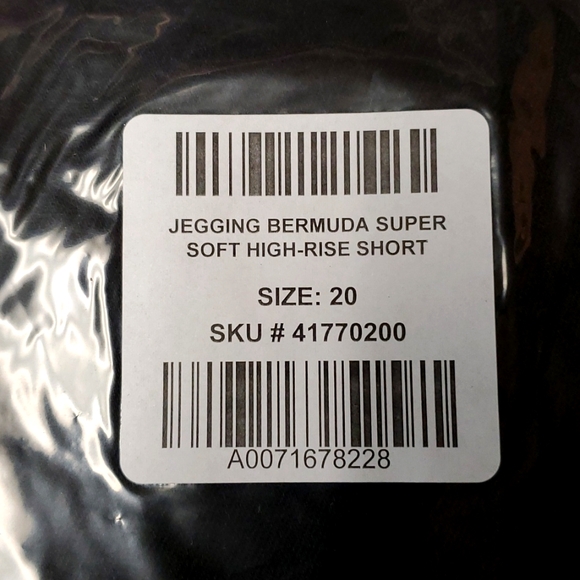 JEGGING BERMUDA SUPER
SOFT HIGH-RISE SHORT
SIZE: 20
SKU # 41770200
A0071678228